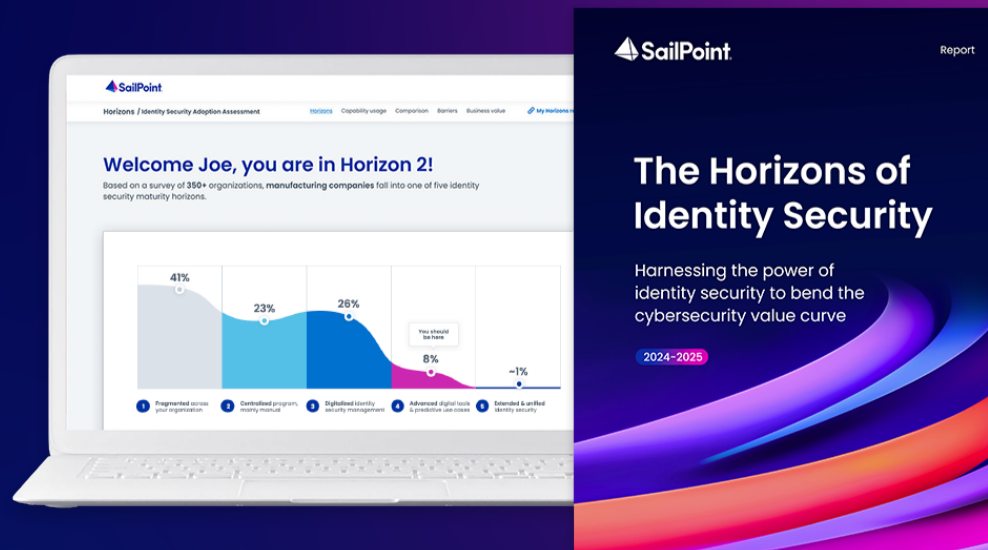 SailPoint
Horizons / Identity Security Adoption Assessment
Horizons Capability usage Comparison Barriers Business value My Horizons
Welcome Joe, you are in Horizon 2!
Based on a survey of 350+ organizations, manufacturing companies fall into one of five identity
security maturity horizons.
41%
23%
26%
You should
be here
8%
~1%
1 Fragmented across
your organization
2 Centralized program,
mainly manual
3 Digitalized identity
security management
4 Advanced digital tools
& predictive use cases
5 Extended & unified
identity security
SailPoint.
Report
The Horizons of
Identity Security
Harnessing the power of
identity security to bend the
cybersecurity value curve
2024-2025